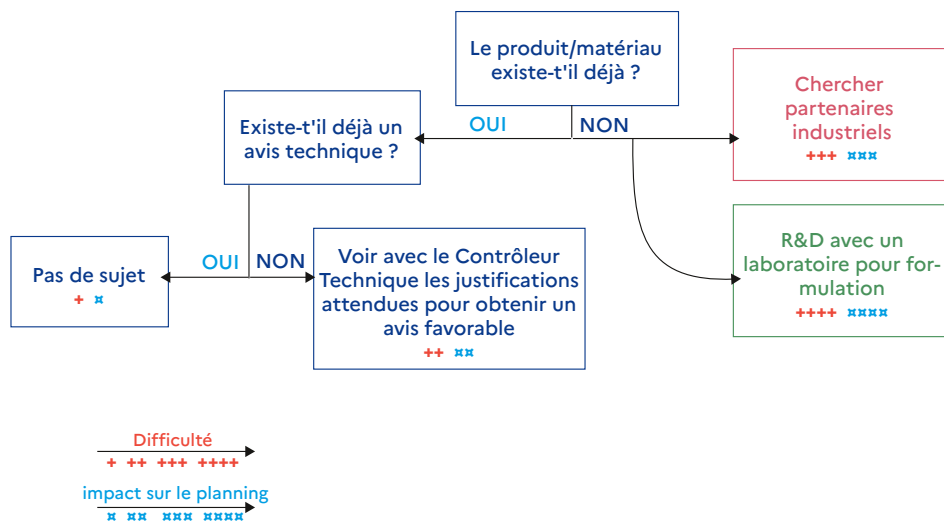 Le produit/matériau
existe-t'il déjà ?
Chercher
partenaires
industriels
+++ ¤¤¤
OUI
NON
Existe-t'il déjà un
avis technique ?
R&D avec un
laboratoire pour for-
mulation
++++ ¤¤¤¤
OUI
NON
Pas de sujet
+ ¤
Voir avec le Contrôleur
Technique les justifications
attendues pour obtenir un
avis favorable
++ ¤¤
Difficulté
+ ++ +++ ++++
impact sur le planning
¤ ¤¤ ¤¤¤ ¤¤¤¤